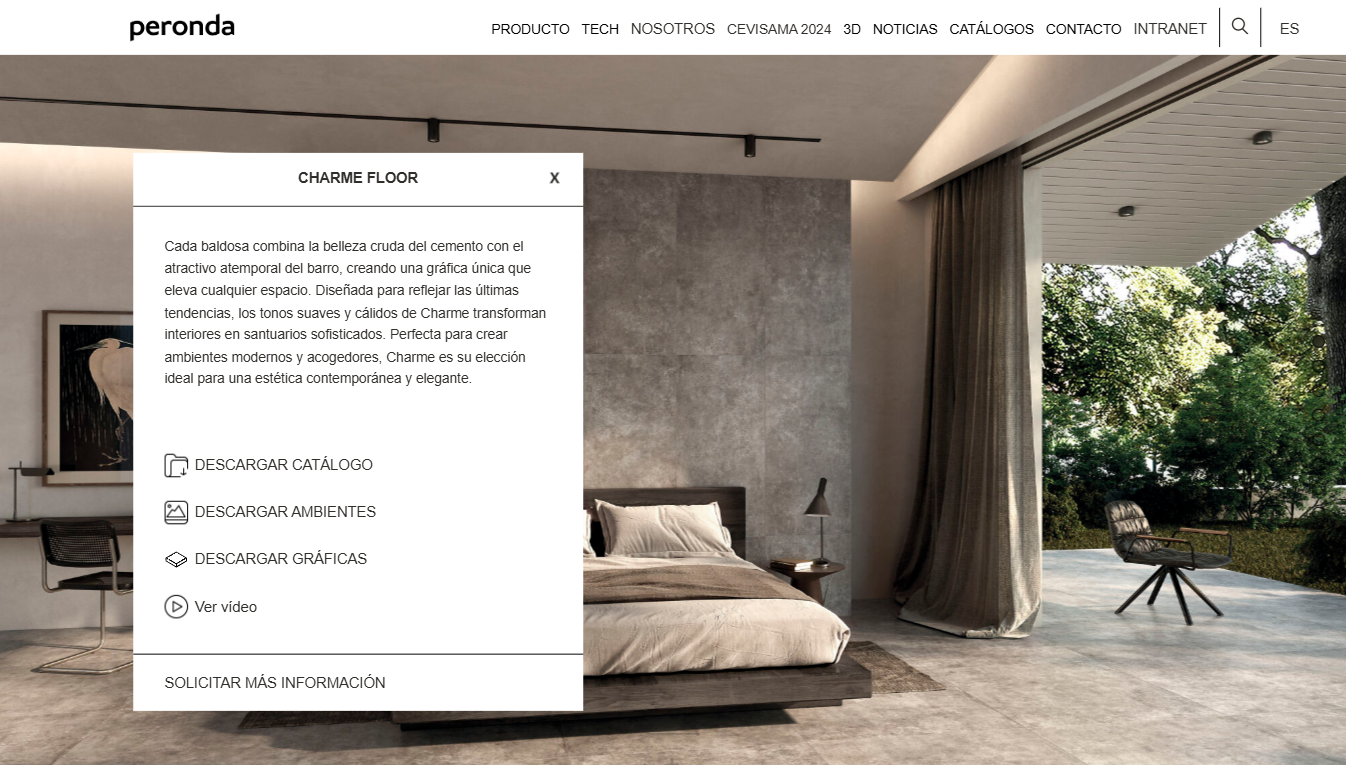 peronda
PRODUCTO TECH NOSOTROS CEVISAMA 2024 3D NOTICIAS CATÁLOGOS CONTACTO INTRANET ES
CHARME FLOOR X
Cada baldosa combina la belleza cruda del cemento con el
atractivo atemporal del barro, creando una gráfica única que
eleva cualquier espacio. Diseñada para reflejar las últimas
tendencias, los tonos suaves y cálidos de Charme transforman
interiores en santuarios sofisticados. Perfecta para crear
ambientes modernos y acogedores, Charme es su elección
ideal para una estética contemporánea y elegante.
DESCARGAR CATÁLOGO
DESCARGAR AMBIENTES
DESCARGAR GRÁFICAS
Ver vídeo
SOLICITAR MÁS INFORMACIÓN